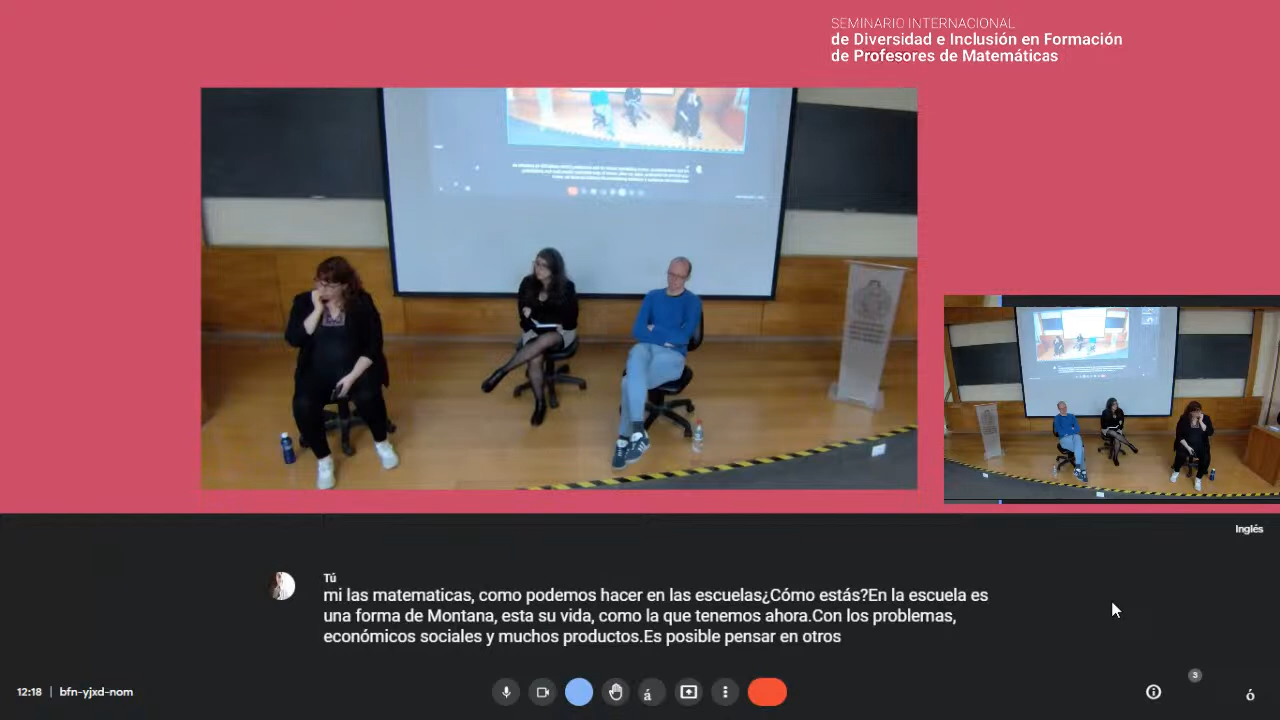 SEMINARIO INTERNACIONAL
de Diversidad e Inclusión en Formación
de Profesores de Matemáticas
Inglés
Tú
mi las matematicas, como podemos hacer en las escuelas¿Cómo estás?En la escuela es
una forma de Montana, esta su vida, como la que tenemos ahora.Con los problemas,
económicos sociales y muchos productos.Es posible pensar en otros
12:18 | bfn-yjxd-nom
á
3
ó